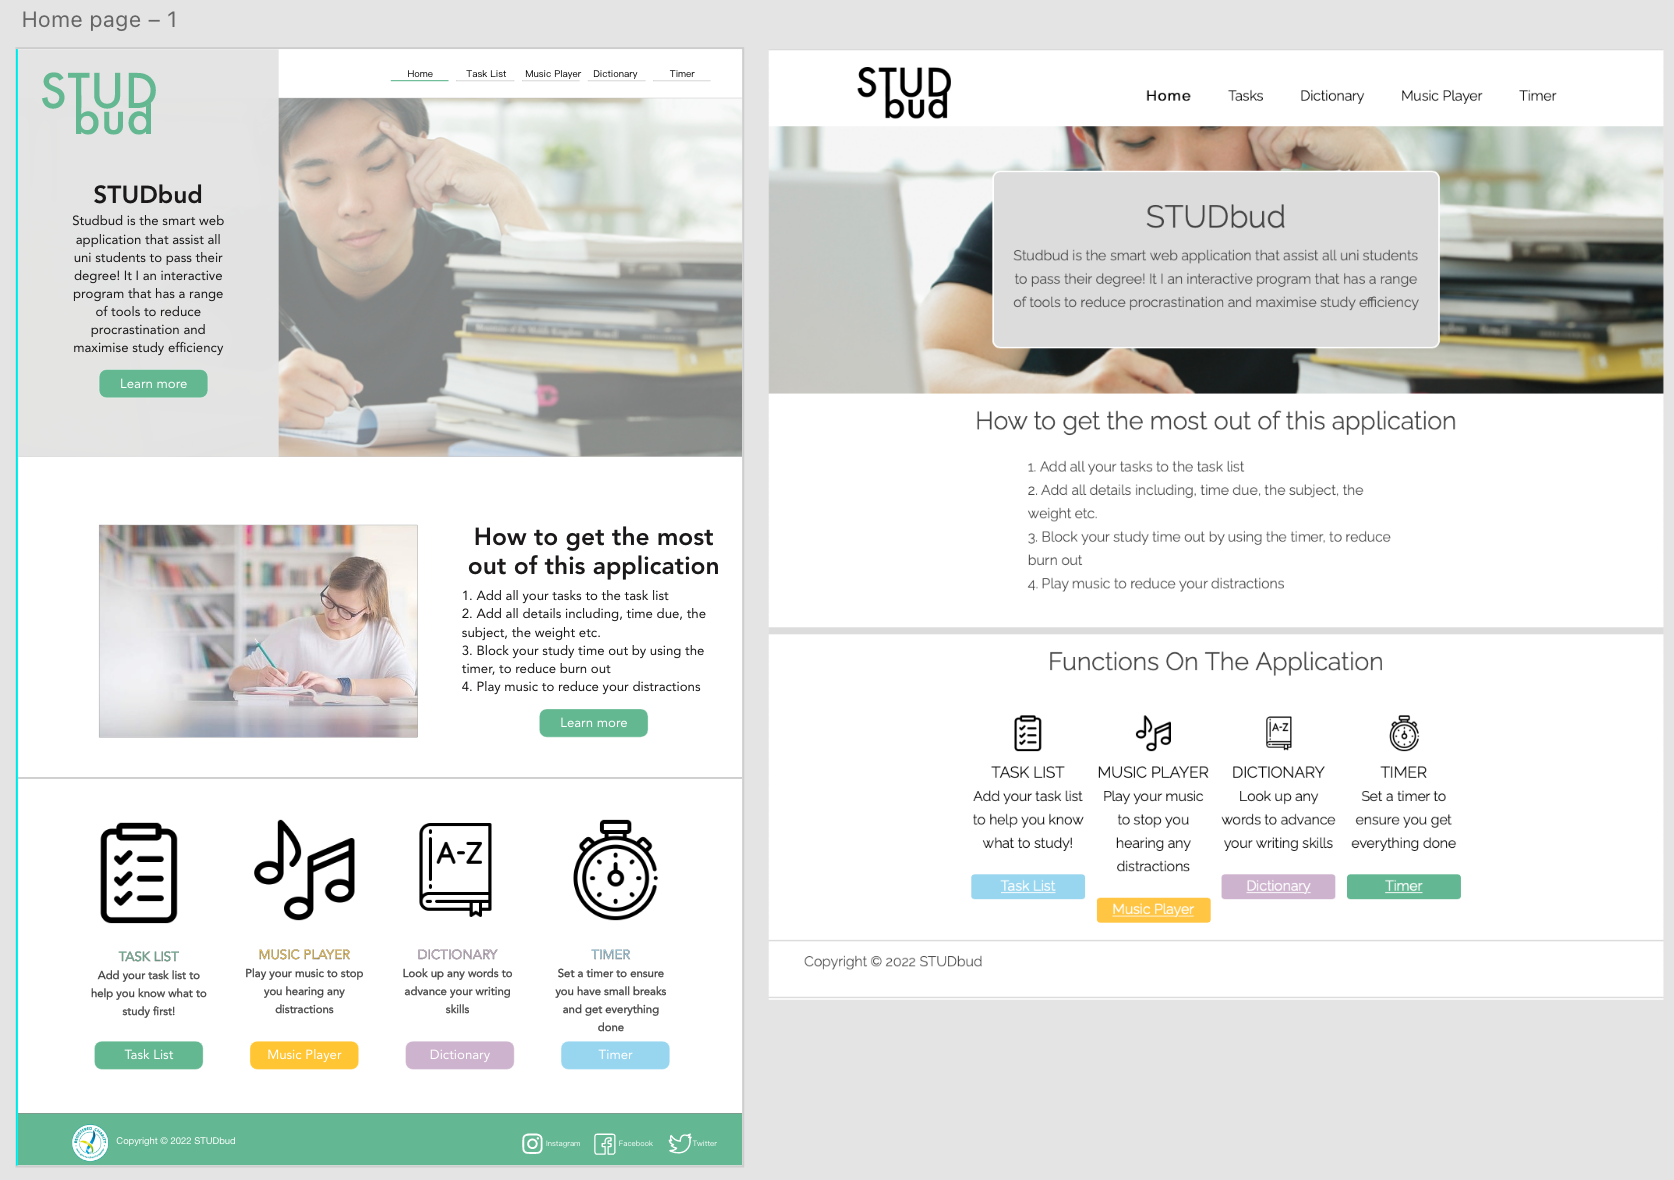 Home page – 1
STUD
bud
Home
Task List
Music Player
Dictionary
Timer
STUDbud
Studbud is the smart web
application that assist all
uni students to pass their
degree! It I an interactive
program that has a range
of tools to reduce
procrastination and
maximise study efficiency
Learn more
How to get the most
out of this application
1. Add all your tasks to the task list
2. Add all details including, time due, the
subject, the weight etc.
3. Block your study time out by using the
timer, to reduce burn out
4. Play music to reduce your distractions
Learn more
A-Z
TASK LIST
Add your task list to
help you know what to
study first!
Task List
MUSIC PLAYER
Play your music to stop
you hearing any
distractions
Music Player
DICTIONARY
Look up any words to
advance your writing
skills
Dictionary
TIMER
Set a timer to ensure
you have small breaks
and get everything
done
Timer
Copyright © 2022 STUDbud
Instagram
Facebook
Twitter
STUD
bud
Home
Tasks
Dictionary
Music Player
Timer
STUDbud
Studbud is the smart web application that assist all uni students
to pass their degree! It I an interactive program that has a range
of tools to reduce procrastination and maximise study efficiency
How to get the most out of this application
1. Add all your tasks to the task list
2. Add all details including, time due, the subject, the
weight etc.
3. Block your study time out by using the timer, to reduce
burn out
4. Play music to reduce your distractions
Functions On The Application
A-Z
TASK LIST
Add your task list
to help you know
what to study!
Task List
MUSIC PLAYER
Play your music
to stop you
hearing any
distractions
Music Player
DICTIONARY
Look up any
words to advance
your writing skills
Dictionary
TIMER
Set a timer to
ensure you get
everything done
Timer
Copyright © 2022 STUDbud